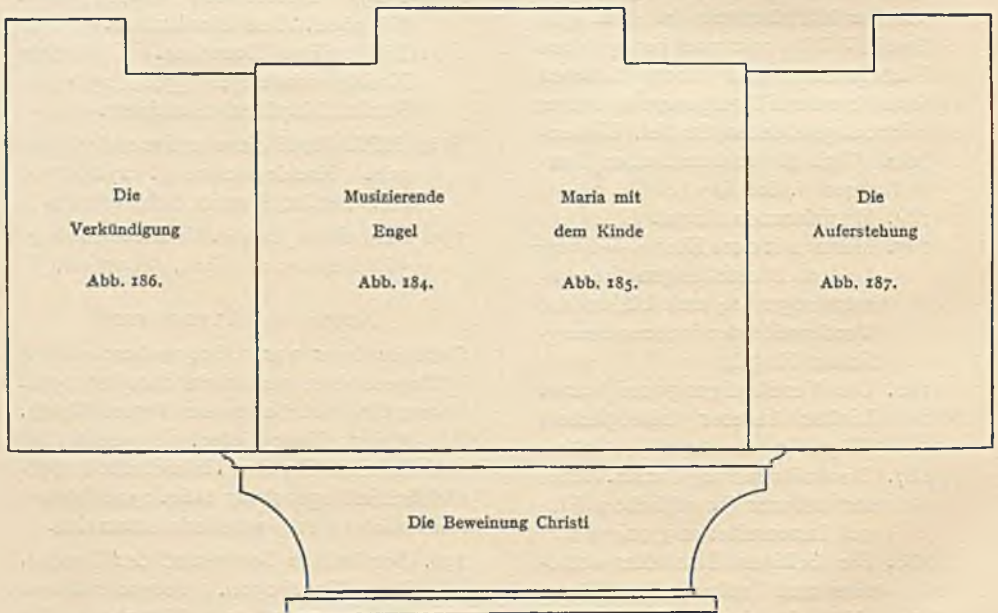 Die
Verkündigung
Abb. 186.
Musizierende
Engel
Abb. 184.
Maria mit
dem Kinde
Abb. 185.
Die
Auferstehung
Abb. 187.
Die Beweinung Christi